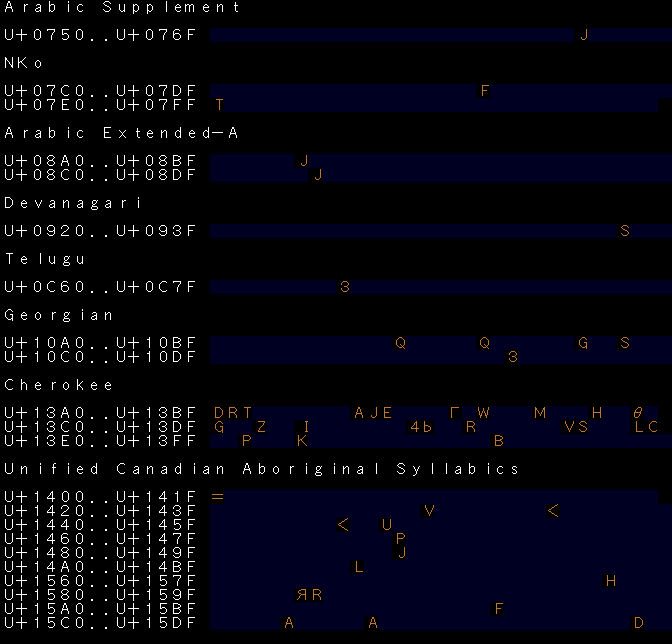 Arabic Supplement
U+0750..U+076F J
NKo
U+07C0..U+07DF F
U+07E0..U+07FF T
Arabic Extended-A
U+08A0..U+08BF J
U+08C0..U+08DF J
Devanagari
U+0920..U+093F S
Telugu
U+0C60..U+0C7F 3
Georgian
U+10A0..U+10BF Q Q G S
U+10C0..U+10DF 3
Cherokee
U+13A0..U+13BF DRT AJE Γ W M H θ
U+13C0..U+13DF G Z I 4Ь R VS LC
U+13E0..U+13FF P K B
Unified Canadian Aboriginal Syllabics
U+1400..U+141F =
U+1420..U+143F V <
U+1440..U+145F < U
U+1460..U+147F P
U+1480..U+149F J
U+14A0..U+14BF L
U+1560..U+157F H
U+1580..U+159F ЯR
U+15A0..U+15BF F
U+15C0..U+15DF A A D